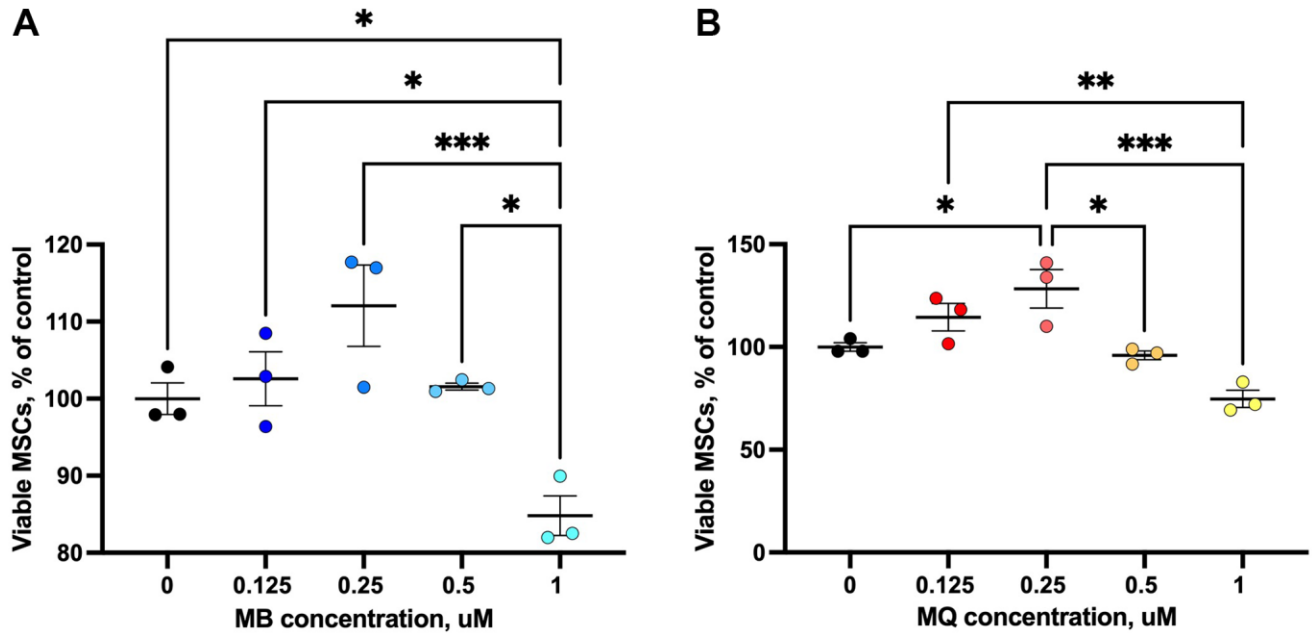 A
*
*
***
*
Viable MSCs, % of control
120
110
100
90
80
0 0.125 0.25 0.5 1
MB concentration, uM
B
**
***
* *
Viable MSCs, % of control
150
100
50
0
0 0.125 0.25 0.5 1
MQ concentration, uM